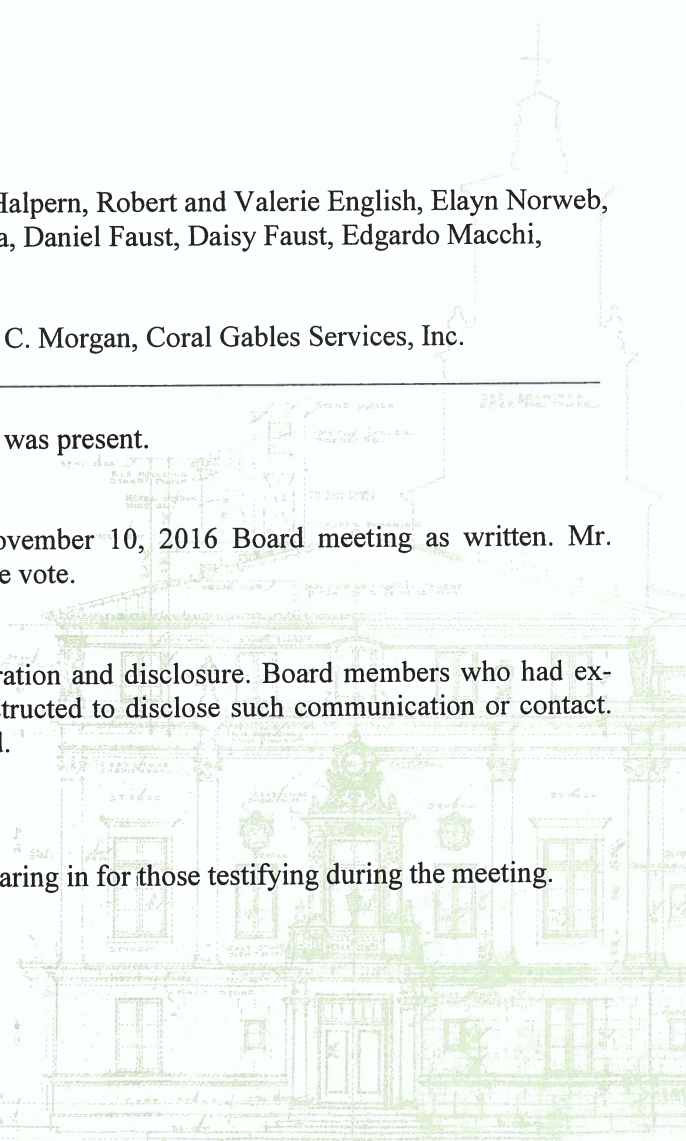 Halpern, Robert and Valerie English, Elayn Norweb,
Daniel Faust, Daisy Faust, Edgardo Macchi,
C. Morgan, Coral Gables Services, Inc.
was present.
ovember 10, 2016 Board meeting as written. Mr.
e vote.
ration and disclosure. Board members who had ex-
tructed to disclose such communication or contact.
aring in for those testifying during the meeting.